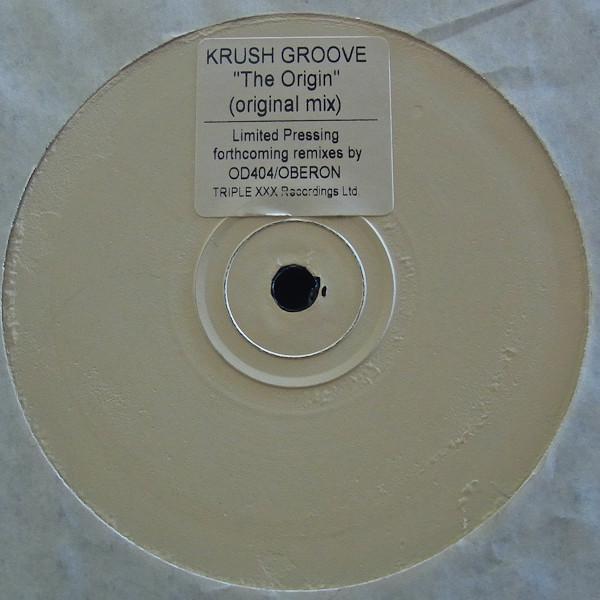 KRUSH GROOVE
"The Origin"
(original mix)
Limited Pressing
forthcoming remixes by
OD404/OBERON
TRIPLE XXX Recordings Ltd.